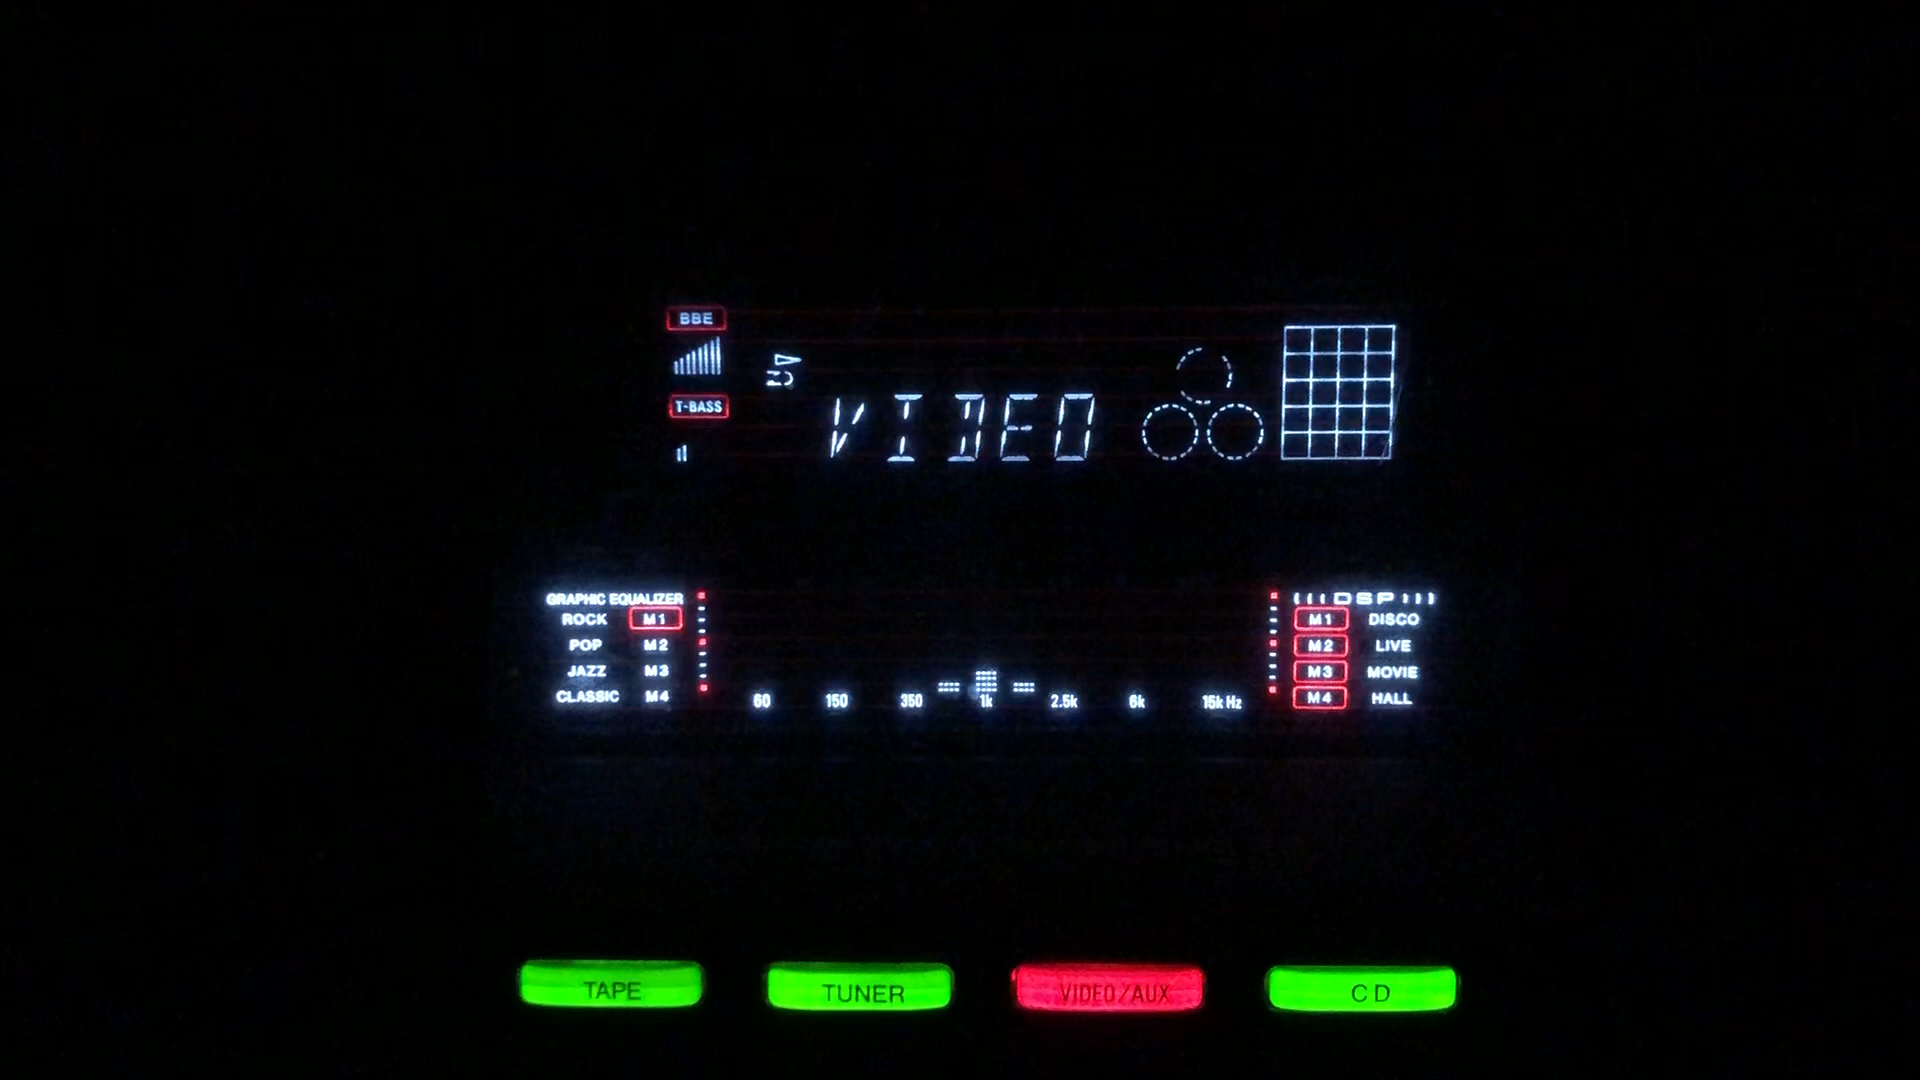 BBE
T-BASS
VIDEO
GRAPHIC EQUALIZER
ROCK M1
POP M2
JAZZ M3
CLASSIC M4
60 150 350 1k 2.5k 6k 15k Hz
DSP
M1 DISCO
M2 LIVE
M3 MOVIE
M4 HALL
TAPE TUNER VIDEO/AUX CD